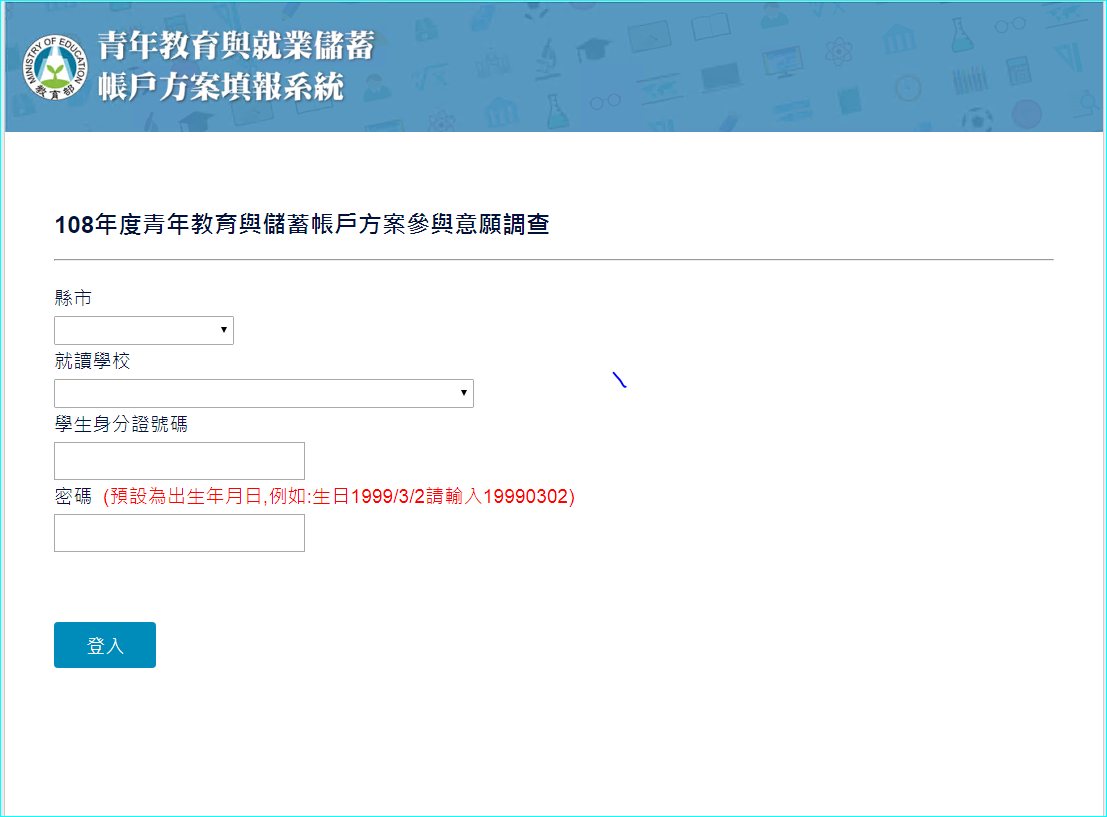 MINISTRY OF EDUCATION
教育部
青年教育與就業儲蓄
帳戶方案填報系統
108年度青年教育與儲蓄帳戶方案參與意願調查
縣市
就讀學校
學生身分證號碼
密碼 (預設為出生年月日,例如:生日1999/3/2請輸入19990302)
登入